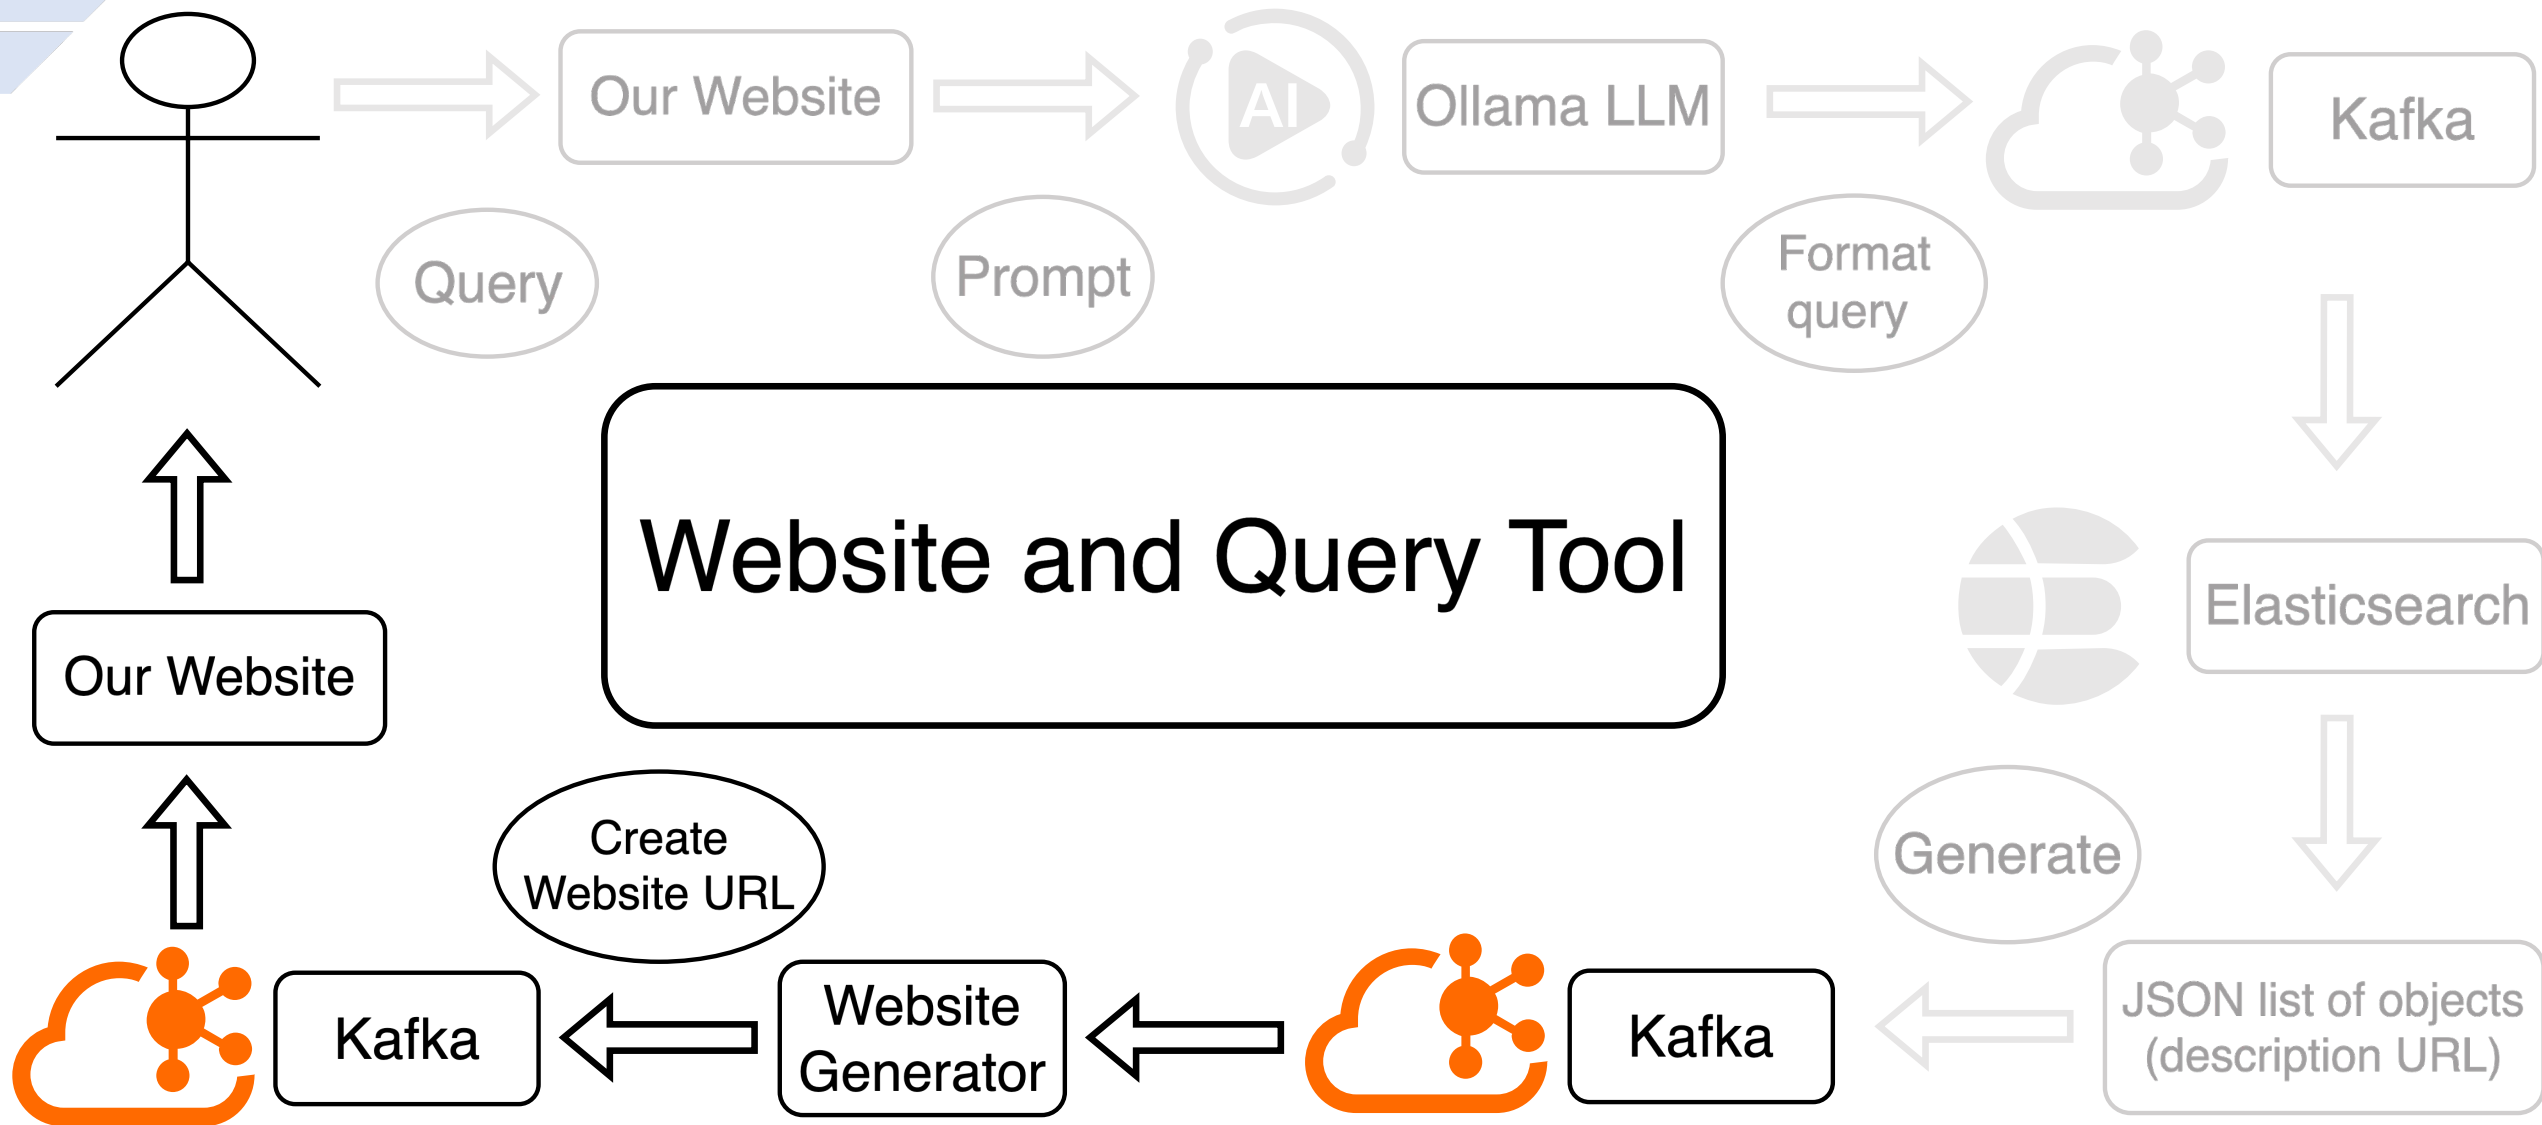 Our Website
AI
Ollama LLM
Kafka
Query
Prompt
Format
query
Website and Query Tool
Elasticsearch
Our Website
Create
Website URL
Generate
Kafka
Website
Generator
Kafka
JSON list of objects
(description URL)